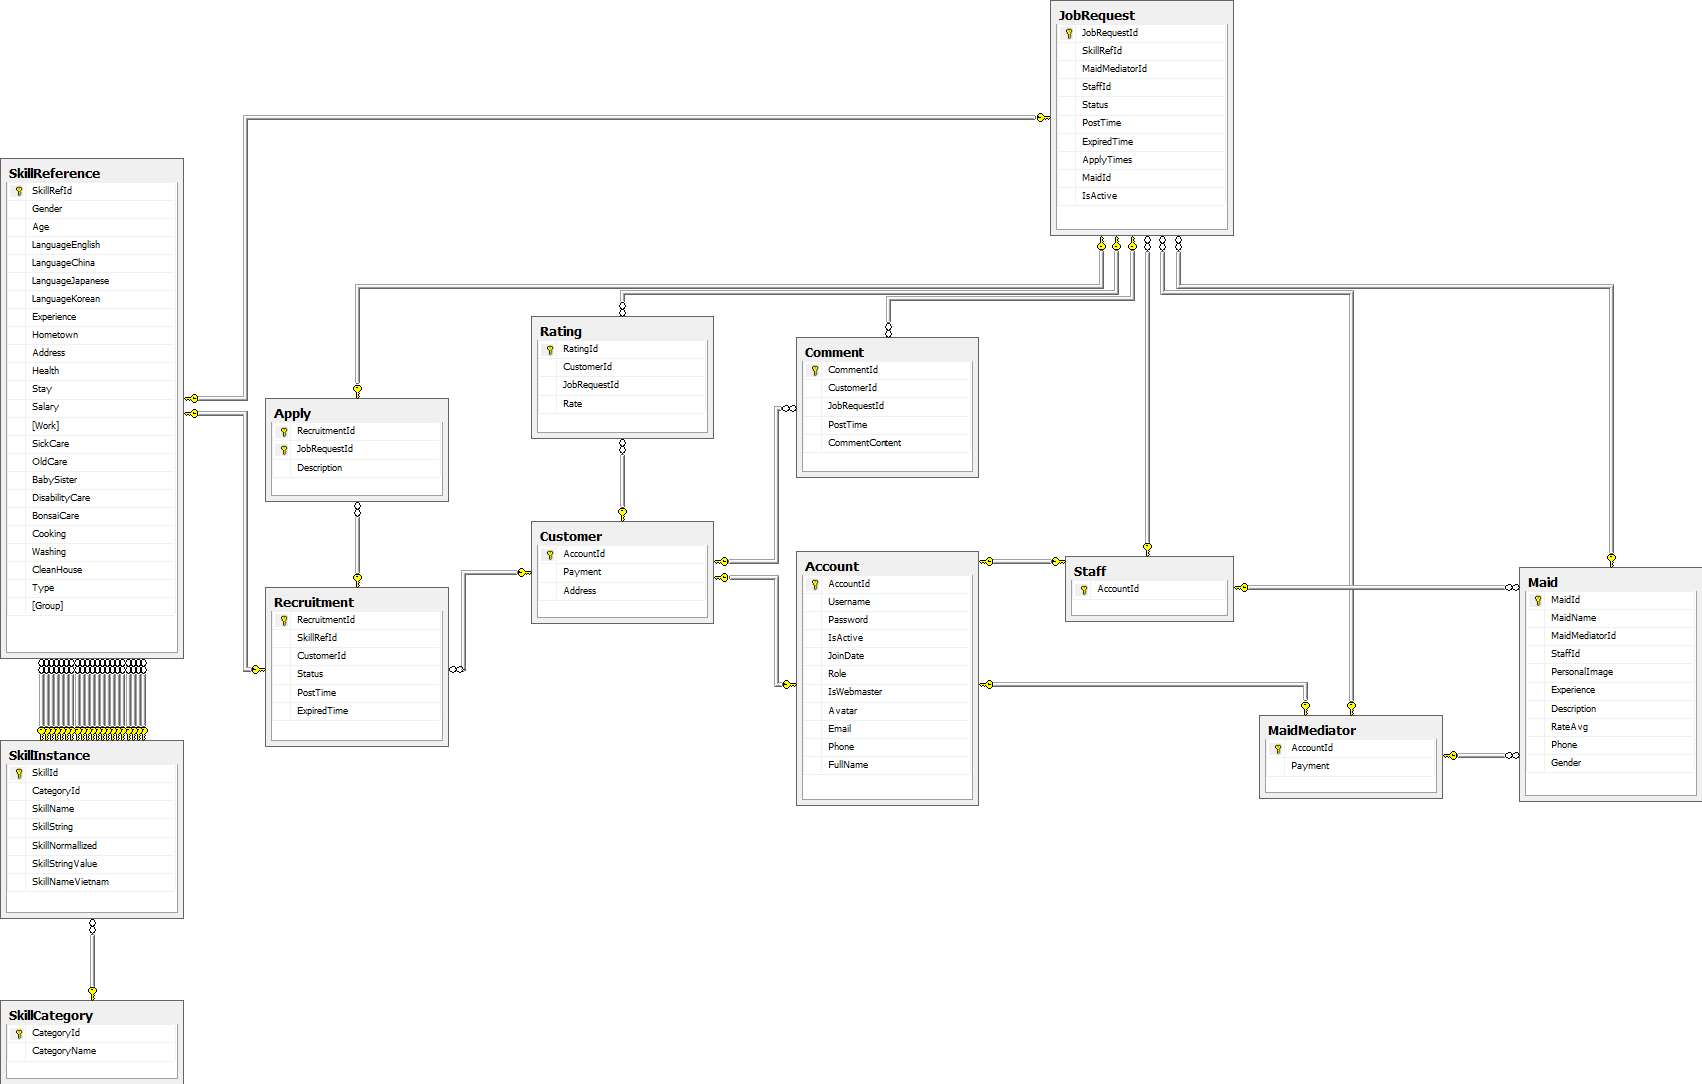 JobRequest
JobRequestId
SkillRefId
MaidMediatorId
StaffId
Status
PostTime
ExpiredTime
ApplyTimes
MaidId
IsActive
SkillReference
SkillRefId
Gender
Age
LanguageEnglish
LanguageChina
LanguageJapanese
LanguageKorean
Experience
Hometown
Address
Health
Stay
Salary
[Work]
SickCare
OldCare
BabySister
DisabilityCare
BonsaiCare
Cooking
Washing
CleanHouse
Type
[Group]
Rating
RatingId
CustomerId
JobRequestId
Rate
Comment
CommentId
CustomerId
JobRequestId
PostTime
CommentContent
Apply
RecruitmentId
JobRequestId
Description
Customer
AccountId
Payment
Address
Account
AccountId
Username
Password
IsActive
JoinDate
Role
IsWebmaster
Avatar
Email
Phone
FullName
Staff
AccountId
Maid
MaidId
MaidName
MaidMediatorId
StaffId
PersonalImage
Experience
Description
RateAvg
Phone
Gender
Recruitment
RecruitmentId
SkillRefId
CustomerId
Status
PostTime
ExpiredTime
MaidMediator
AccountId
Payment
SkillInstance
SkillId
CategoryId
SkillName
SkillString
SkillNormallized
SkillStringValue
SkillNameVietnam
SkillCategory
CategoryId
CategoryName